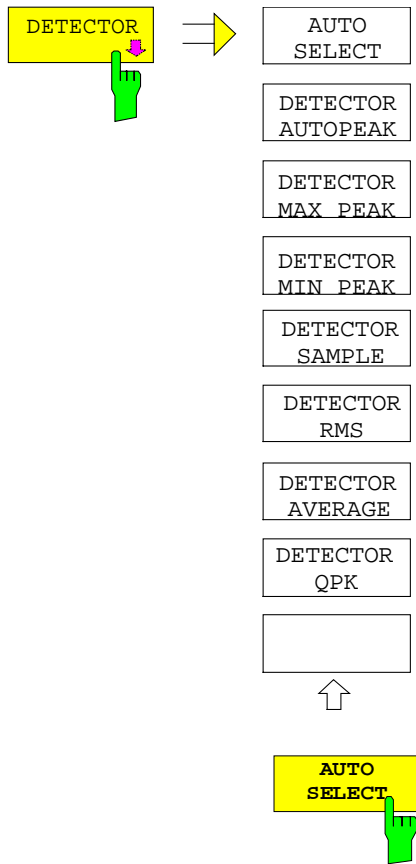 DETECTOR
AUTO
SELECT
DETECTOR
AUTOPEAK
DETECTOR
MAX PEAK
DETECTOR
MIN PEAK
DETECTOR
SAMPLE
DETECTOR
RMS
DETECTOR
AVERAGE
DETECTOR
QPK
AUTO
SELECT